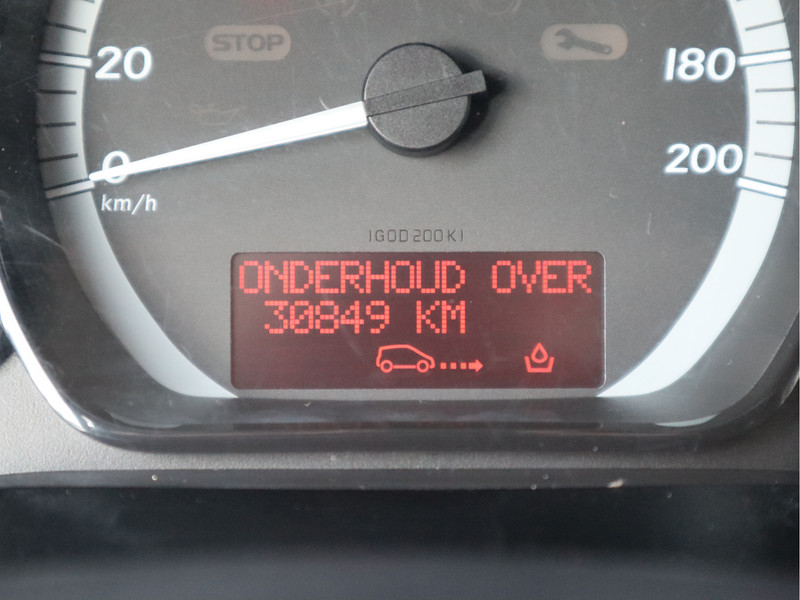 STOP
20
180
0
200
km/h
IGOD200KI
ONDERHOUD OVER
30849 KM